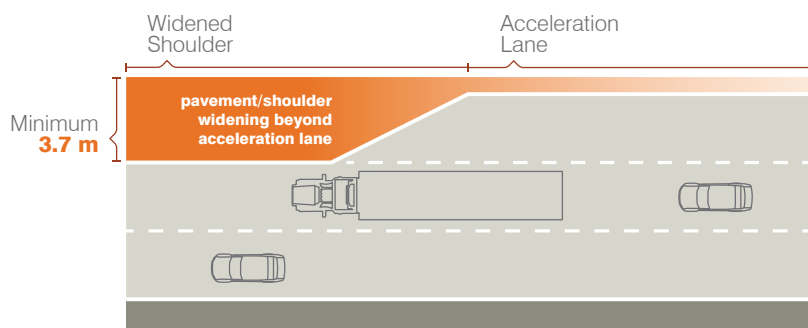 Widened
Shoulder
Acceleration
Lane
pavement/shoulder
widening beyond
acceleration lane
Minimum
3.7 m